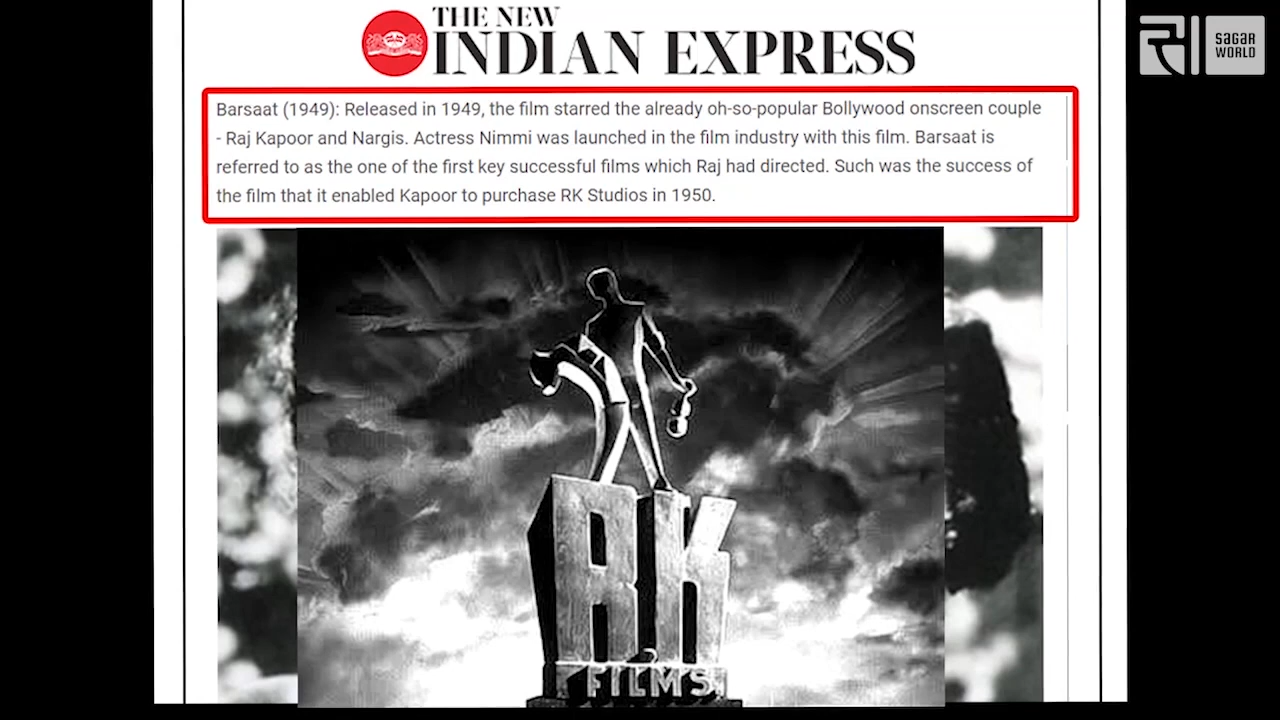 THE NEW
INDIAN EXPRESS
SAGAR
WORLD
Barsaat (1949): Released in 1949, the film starred the already oh-so-popular Bollywood onscreen couple
- Raj Kapoor and Nargis. Actress Nimmi was launched in the film industry with this film. Barsaat is
referred to as the one of the first key successful films which Raj had directed. Such was the success of
the film that it enabled Kapoor to purchase RK Studios in 1950.
RK
FILMS